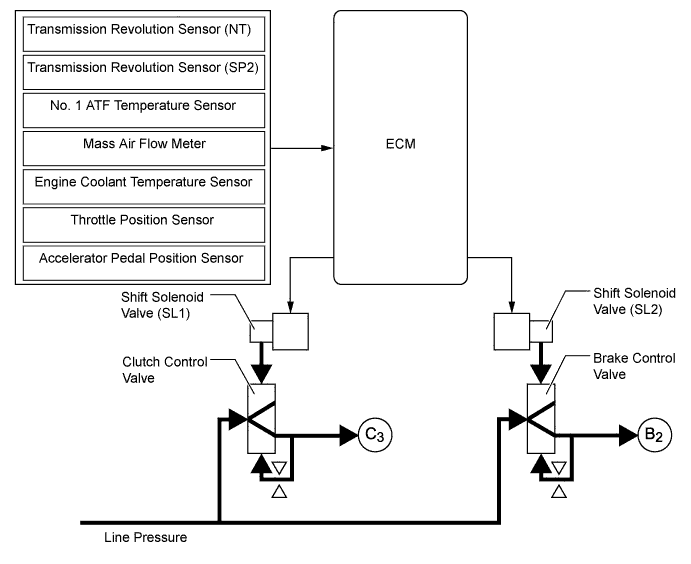 Transmission Revolution Sensor (NT)
Transmission Revolution Sensor (SP2)
No. 1 ATF Temperature Sensor
Mass Air Flow Meter
Engine Coolant Temperature Sensor
Throttle Position Sensor
Accelerator Pedal Position Sensor
ECM
Shift Solenoid
Valve (SL1)
Shift Solenoid
Valve (SL2)
Clutch Control
Valve
Brake Control
Valve
C3
B2
Line Pressure